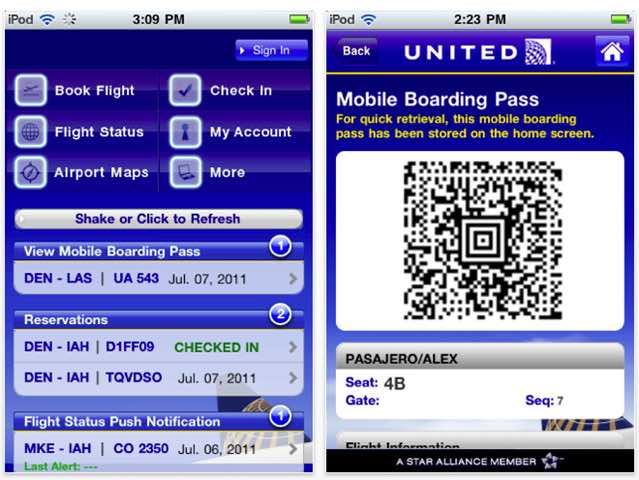 iPod 3:09 PM
Sign In
Book Flight Check In
Flight Status My Account
Airport Maps More
Shake or Click to Refresh
View Mobile Boarding Pass 1
DEN - LAS | UA 543 Jul. 07, 2011
Reservations 2
DEN - IAH | D1FF09 CHECKED IN
DEN - IAH | TQVDSO Jul. 07, 2011
Flight Status Push Notification 1
MKE - IAH | CO 2350 Jul. 06, 2011
Last Alert: ---
iPod 2:23 PM
Back UNITED
Mobile Boarding Pass
For quick retrieval, this mobile boarding
pass has been stored on the home screen.
PASAJERO/ALEX
Seat: 4B
Gate: Seq: 7
Flight Information
A STAR ALLIANCE MEMBER